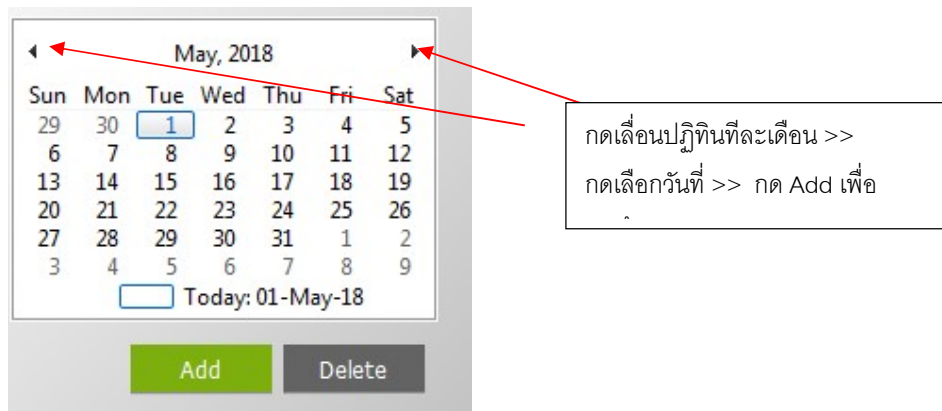 May, 2018
Sun Mon Tue Wed Thu Fri Sat
29 30 1 2 3 4 5
6 7 8 9 10 11 12
13 14 15 16 17 18 19
20 21 22 23 24 25 26
27 28 29 30 31 1 2
3 4 5 6 7 8 9
Today: 01-May-18
Add Delete
กดเลื่อนปฏิทินทีละเดือน >>
กดเลือกวันที่ >> กด Add เพื่อ